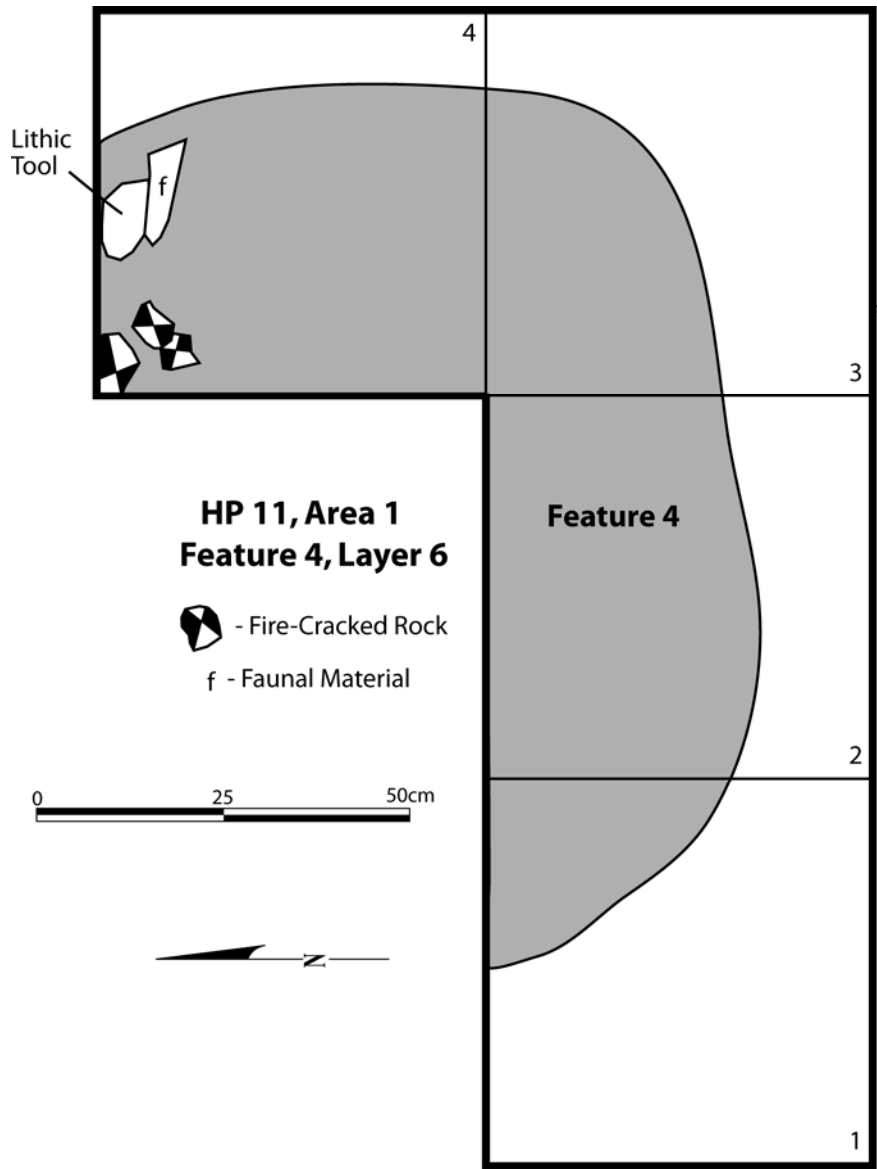 4
Lithic
Tool
f
3
HP 11, Area 1
Feature 4, Layer 6
Feature 4
- Fire-Cracked Rock
f - Faunal Material
2
0 25 50cm
N
1